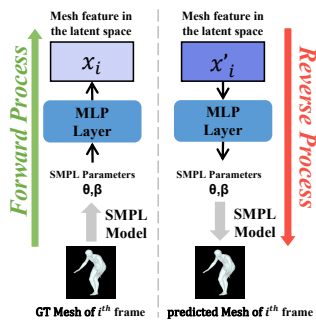 Forward Process
Mesh feature in
the latent space
x_i
MLP
Layer
SMPL Parameters
θ,β
SMPL
Model
GT Mesh of i^th frame
Mesh feature in
the latent space
x'_i
MLP
Layer
SMPL Parameters
θ,β
SMPL
Model
predicted Mesh of i^th frame
Reverse Process